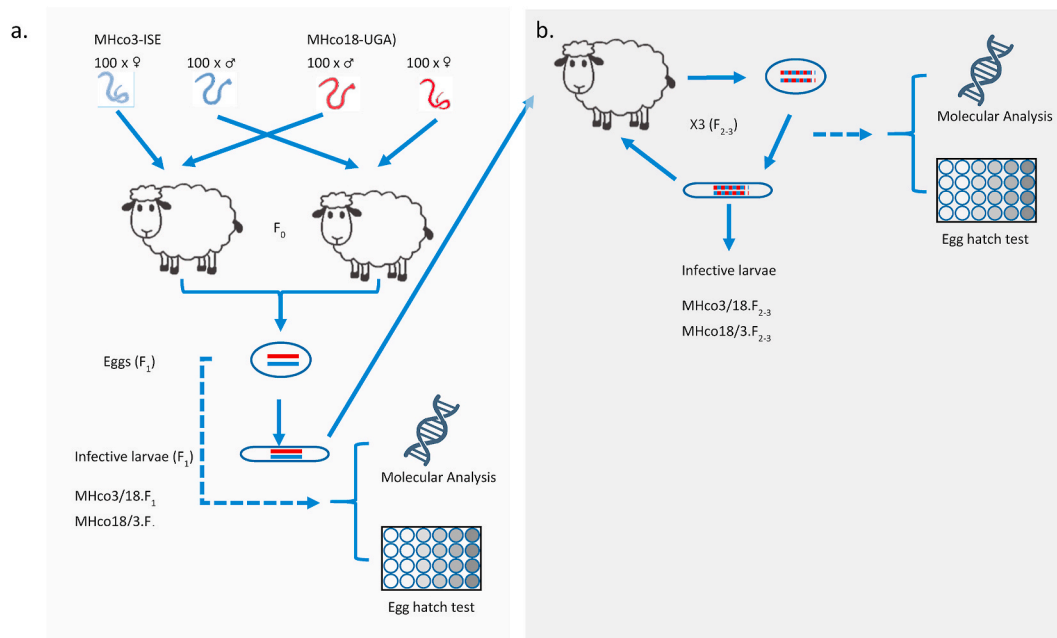 a.
MHco3-ISE
MHco18-UGA)
100 x ♀
100 x ♂
100 x ♂
100 x ♀
F0
Eggs (F1)
Infective larvae (F1)
MHco3/18.F1
MHco18/3.F.
Molecular Analysis
Egg hatch test
b.
X3 (F2-3)
Molecular Analysis
Egg hatch test
Infective larvae
MHco3/18.F2-3
MHco18/3.F2-3